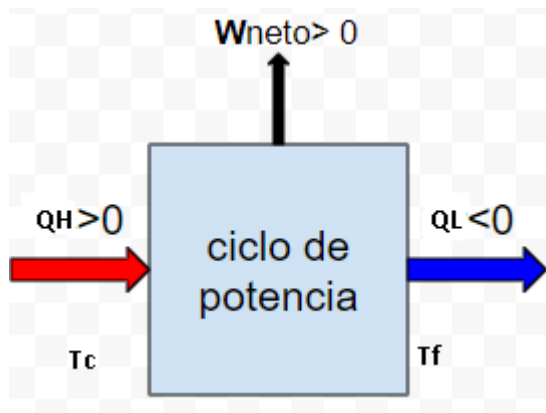 Wneto> 0
QH >0
QL <0
ciclo de
potencia
Tc
Tf